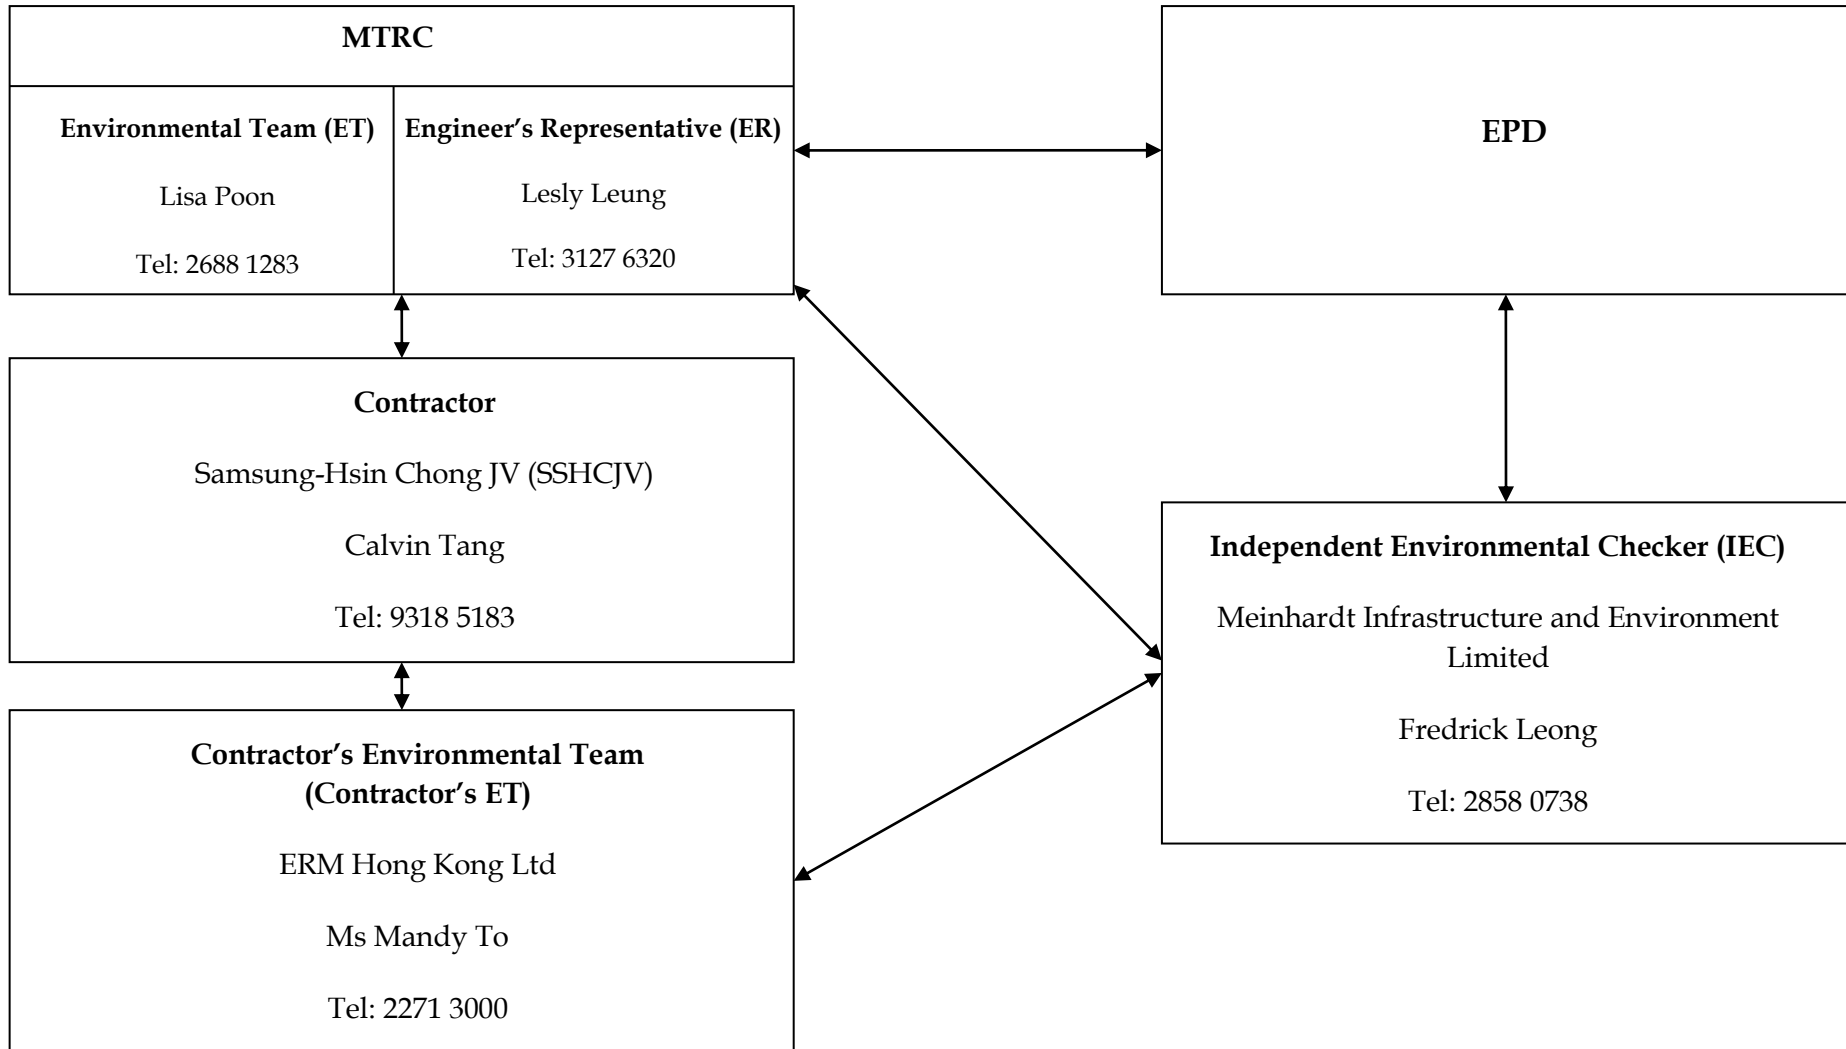 MTRC
Environmental Team (ET)
Lisa Poon
Tel: 2688 1283
Engineer’s Representative (ER)
Lesly Leung
Tel: 3127 6320
EPD
Contractor
Samsung-Hsin Chong JV (SSHCJV)
Calvin Tang
Tel: 9318 5183
Independent Environmental Checker (IEC)
Meinhardt Infrastructure and Environment
Limited
Fredrick Leong
Tel: 2858 0738
Contractor’s Environmental Team
(Contractor’s ET)
ERM Hong Kong Ltd
Ms Mandy To
Tel: 2271 3000